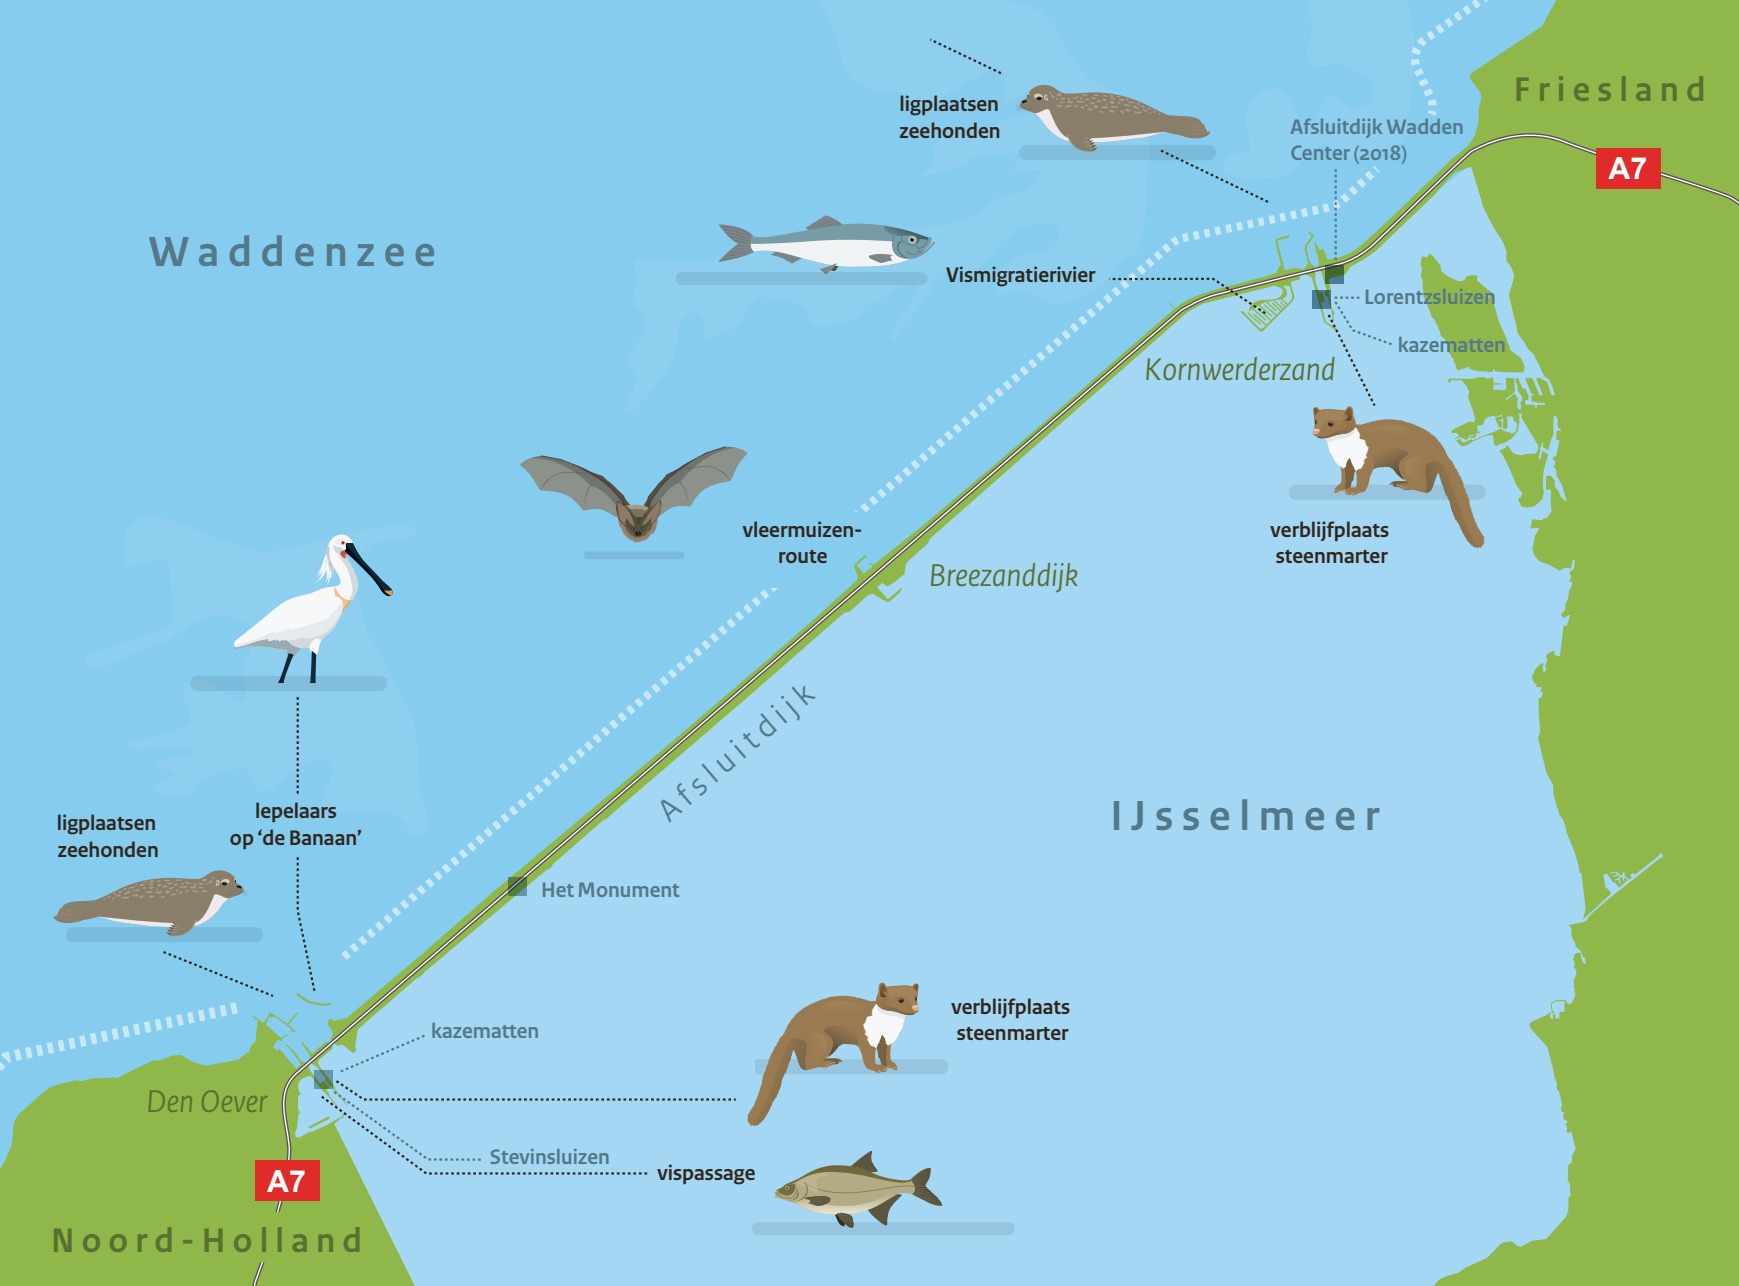 Friesland
ligplaatsen
zeehonden
Afsluitdijk Wadden
Center (2018)
A7
Waddenzee
Vismigratierivier
Lorentzsluizen
kazematten
Kornwerderzand
vleermuizen-
route
verblijfplaats
steenmarter
Breezanddijk
Afsluitdijk
IJsselmeer
lepelaars
op ‘de Banaan’
ligplaatsen
zeehonden
Het Monument
kazematten
verblijfplaats
steenmarter
Den Oever
Stevinsluizen
vispassage
A7
Noord-Holland